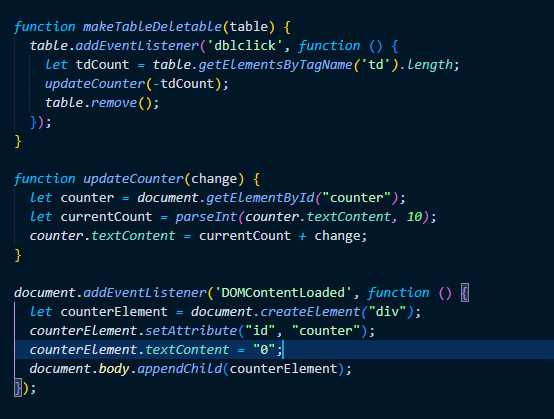 function makeTableDeletable(table) {
  table.addEventListener('dblclick', function () {
    let tdCount = table.getElementsByTagName('td').length;
    updateCounter(-tdCount);
    table.remove();
  });
}

function updateCounter(change) {
  let counter = document.getElementById("counter");
  let currentCount = parseInt(counter.textContent, 10);
  counter.textContent = currentCount + change;
}

document.addEventListener('DOMContentLoaded', function () {
  let counterElement = document.createElement("div");
  counterElement.setAttribute("id", "counter");
  counterElement.textContent = "0";
  document.body.appendChild(counterElement);
});